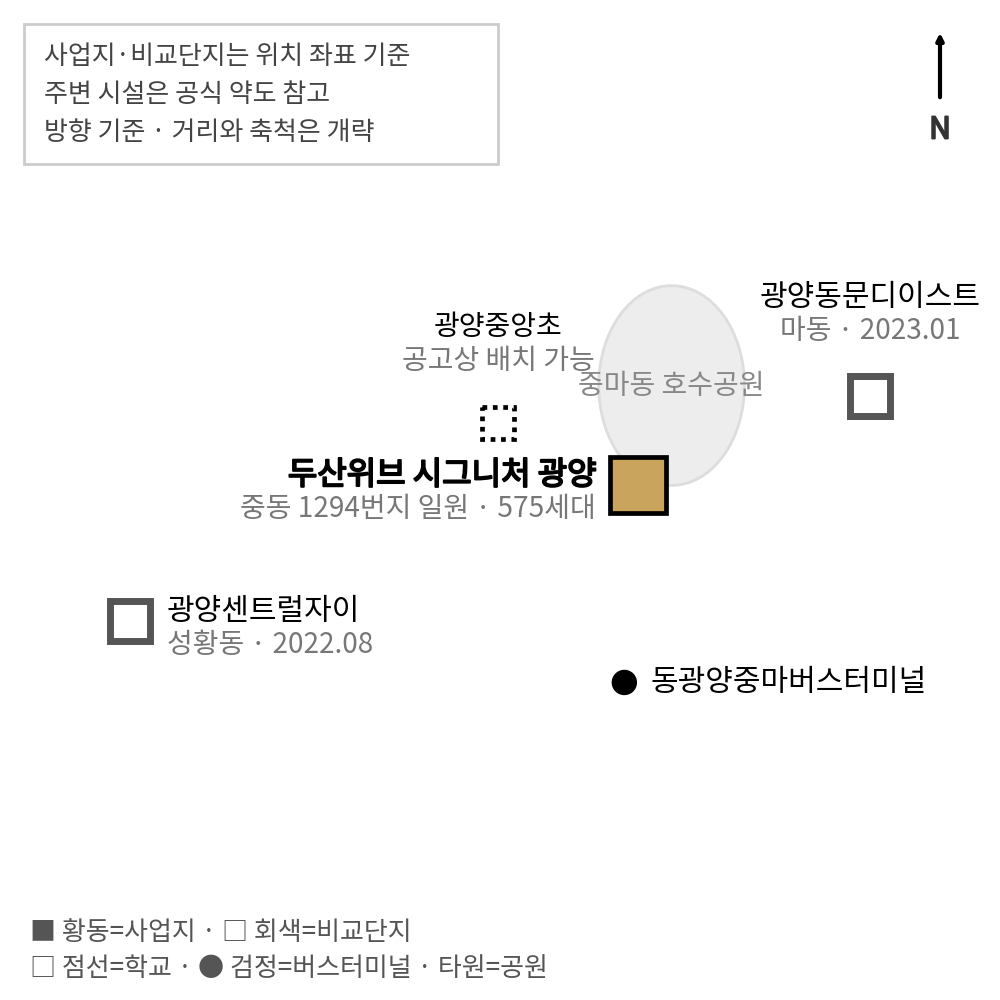 사업지·비교단지는 위치 좌표 기준
주변 시설은 공식 약도 참고
방향 기준 · 거리와 축척은 개략
N
광양동문디이스트
마동 · 2023.01
광양중앙초
공고상 배치 가능
중마동 호수공원
두산위브 시그니처 광양
중동 1294번지 일원 · 575세대
광양센트럴자이
성황동 · 2022.08
● 동광양중마버스터미널
■ 황동=사업지 · □ 회색=비교단지
□ 점선=학교 · ● 검정=버스터미널 · 타원=공원